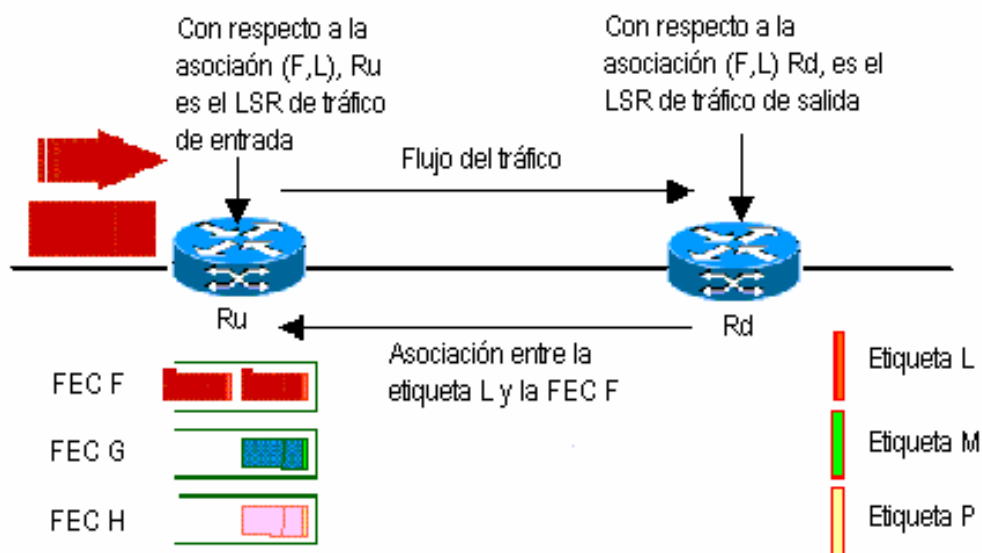 Con respecto a la
asociaón (F,L), Ru
es el LSR de tráfico
de entrada
Con respecto a la
asociación (F,L) Rd, es el
LSR de tráfico de salida
Flujo del tráfico
Ru
Rd
Asociación entre la
etiqueta L y la FEC F
FEC F
FEC G
FEC H
Etiqueta L
Etiqueta M
Etiqueta P